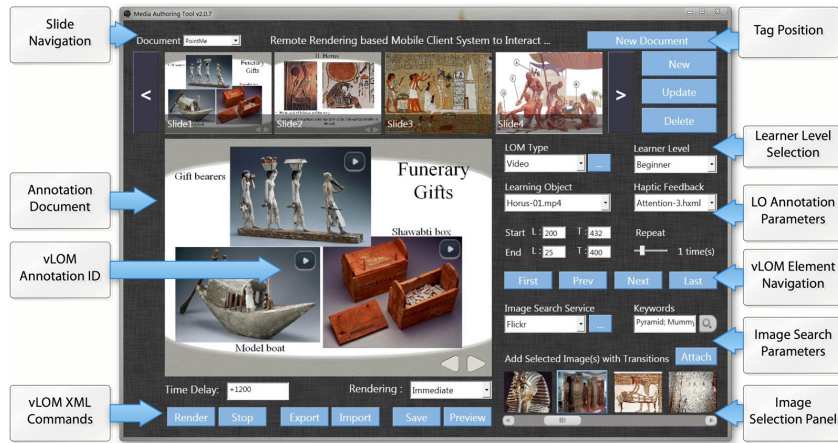 Slide
Navigation
Annotation
Document
vLOM
Annotation ID
vLOM XML
Commands
Media Authoring Tool v2.0.7
Document PointMe
Remote Rendering based Mobile Client System to Interact ...
New Document
<
Funerary
Gifts
Slide1
II Horus
Slide2
Slide3
Slide4
>
New
Update
Delete
Gift bearers
Funerary
Gifts
Shawabti box
Model boat
LOM Type
Learner Level
Video
...
Beginner
Learning Object
Haptic Feedback
Horus-01.mp4
Attention-3.hxml
Start L : 200 T : 432
Repeat
End L : 25 T : 400
1 time(s)
First Prev Next Last
Image Search Service
Keywords
Flickr
...
Pyramid; Mummy
Add Selected Image(s) with Transitions
Attach
Time Delay: +1200
Rendering : Immediate
Render Stop Export Import Save Preview
Tag Position
Learner Level
Selection
LO Annotation
Parameters
vLOM Element
Navigation
Image Search
Parameters
Image
Selection Panel